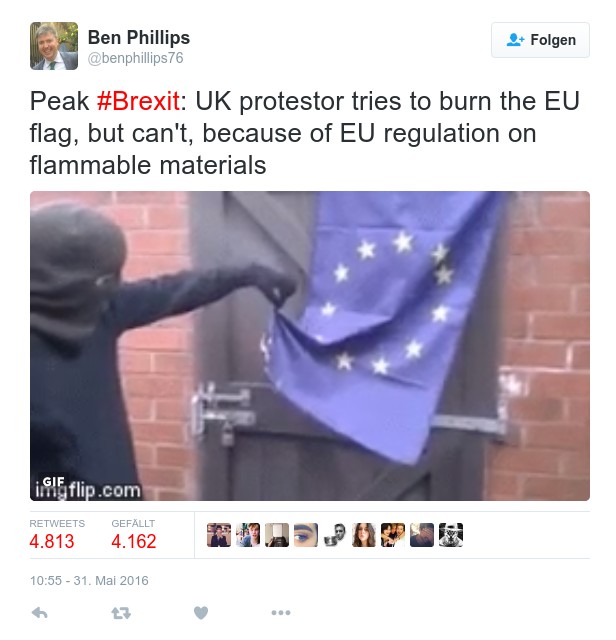 Ben Phillips
@benphillips76
Folgen
Peak #Brexit: UK protestor tries to burn the EU
flag, but can't, because of EU regulation on
flammable materials
GIF
imgflip.com
RETWEETS GEFÄLLT
4.813 4.162
10:55 - 31. Mai 2016